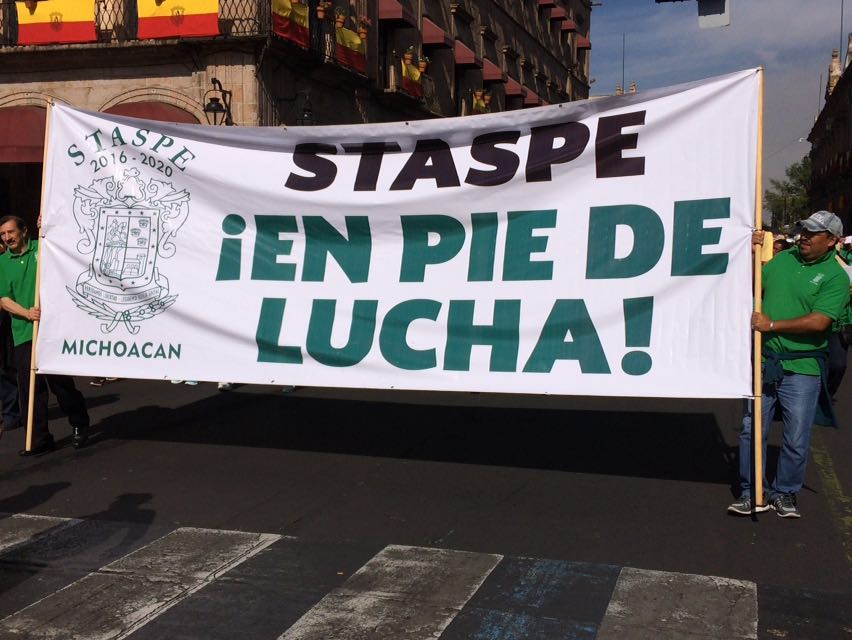 STASPE
2016 - 2020
MICHOACAN
STASPE
¡EN PIE DE
LUCHA!